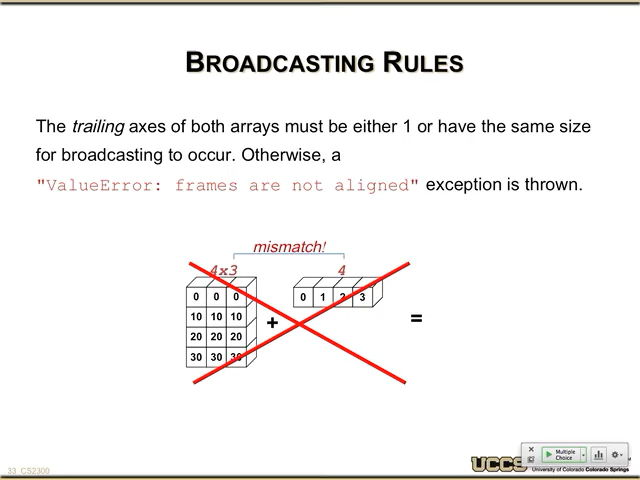 BROADCASTING RULES
The trailing axes of both arrays must be either 1 or have the same size
for broadcasting to occur. Otherwise, a
"ValueError: frames are not aligned" exception is thrown.
mismatch!
4x3 4
0 0 0 0 1 2 3
10 10 10 + =
20 20 20
30 30 30
Multiple
Choice
33 CS2300
UCCS
University of Colorado Colorado Springs